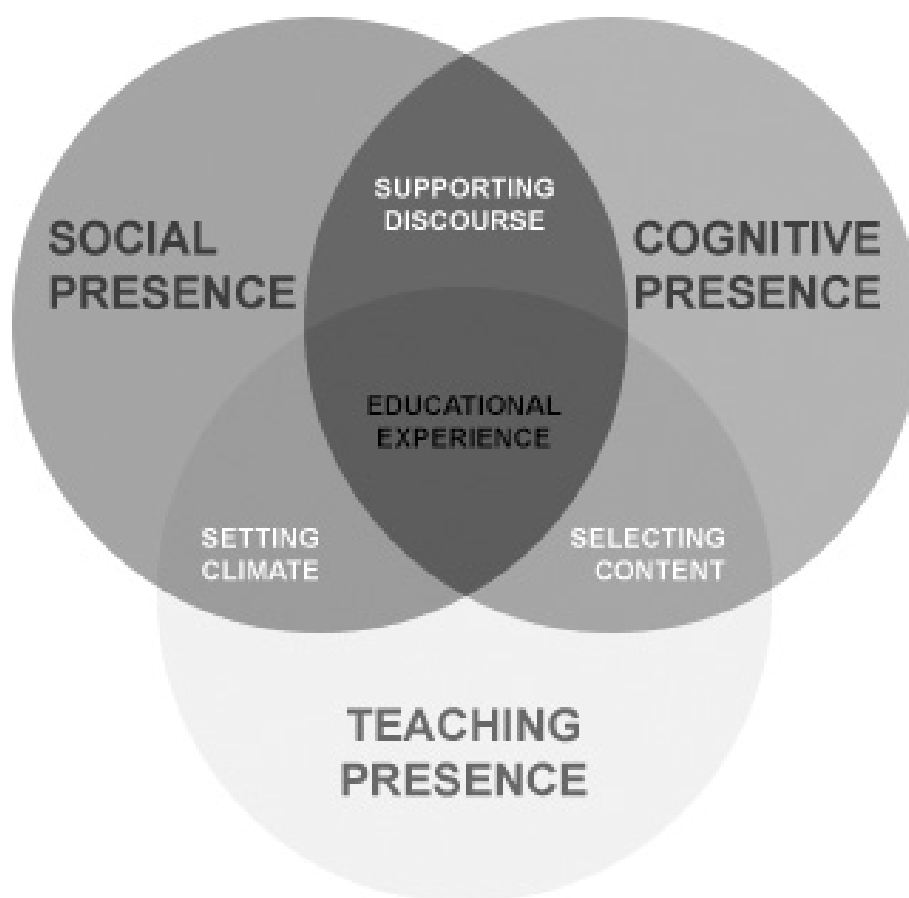 SUPPORTING
DISCOURSE
SOCIAL
PRESENCE
COGNITIVE
PRESENCE
EDUCATIONAL
EXPERIENCE
SETTING
CLIMATE
SELECTING
CONTENT
TEACHING
PRESENCE